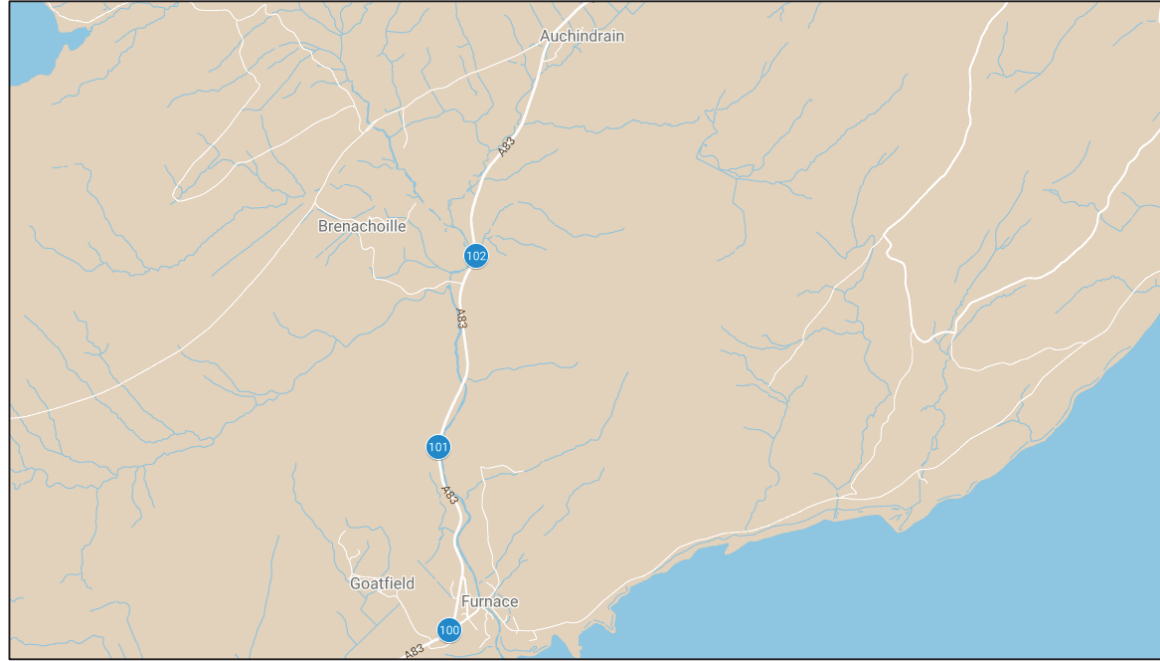 Auchindrain
A83
Brenachoille
102
A83
101
A83
Goatfield
Furnace
100
A83